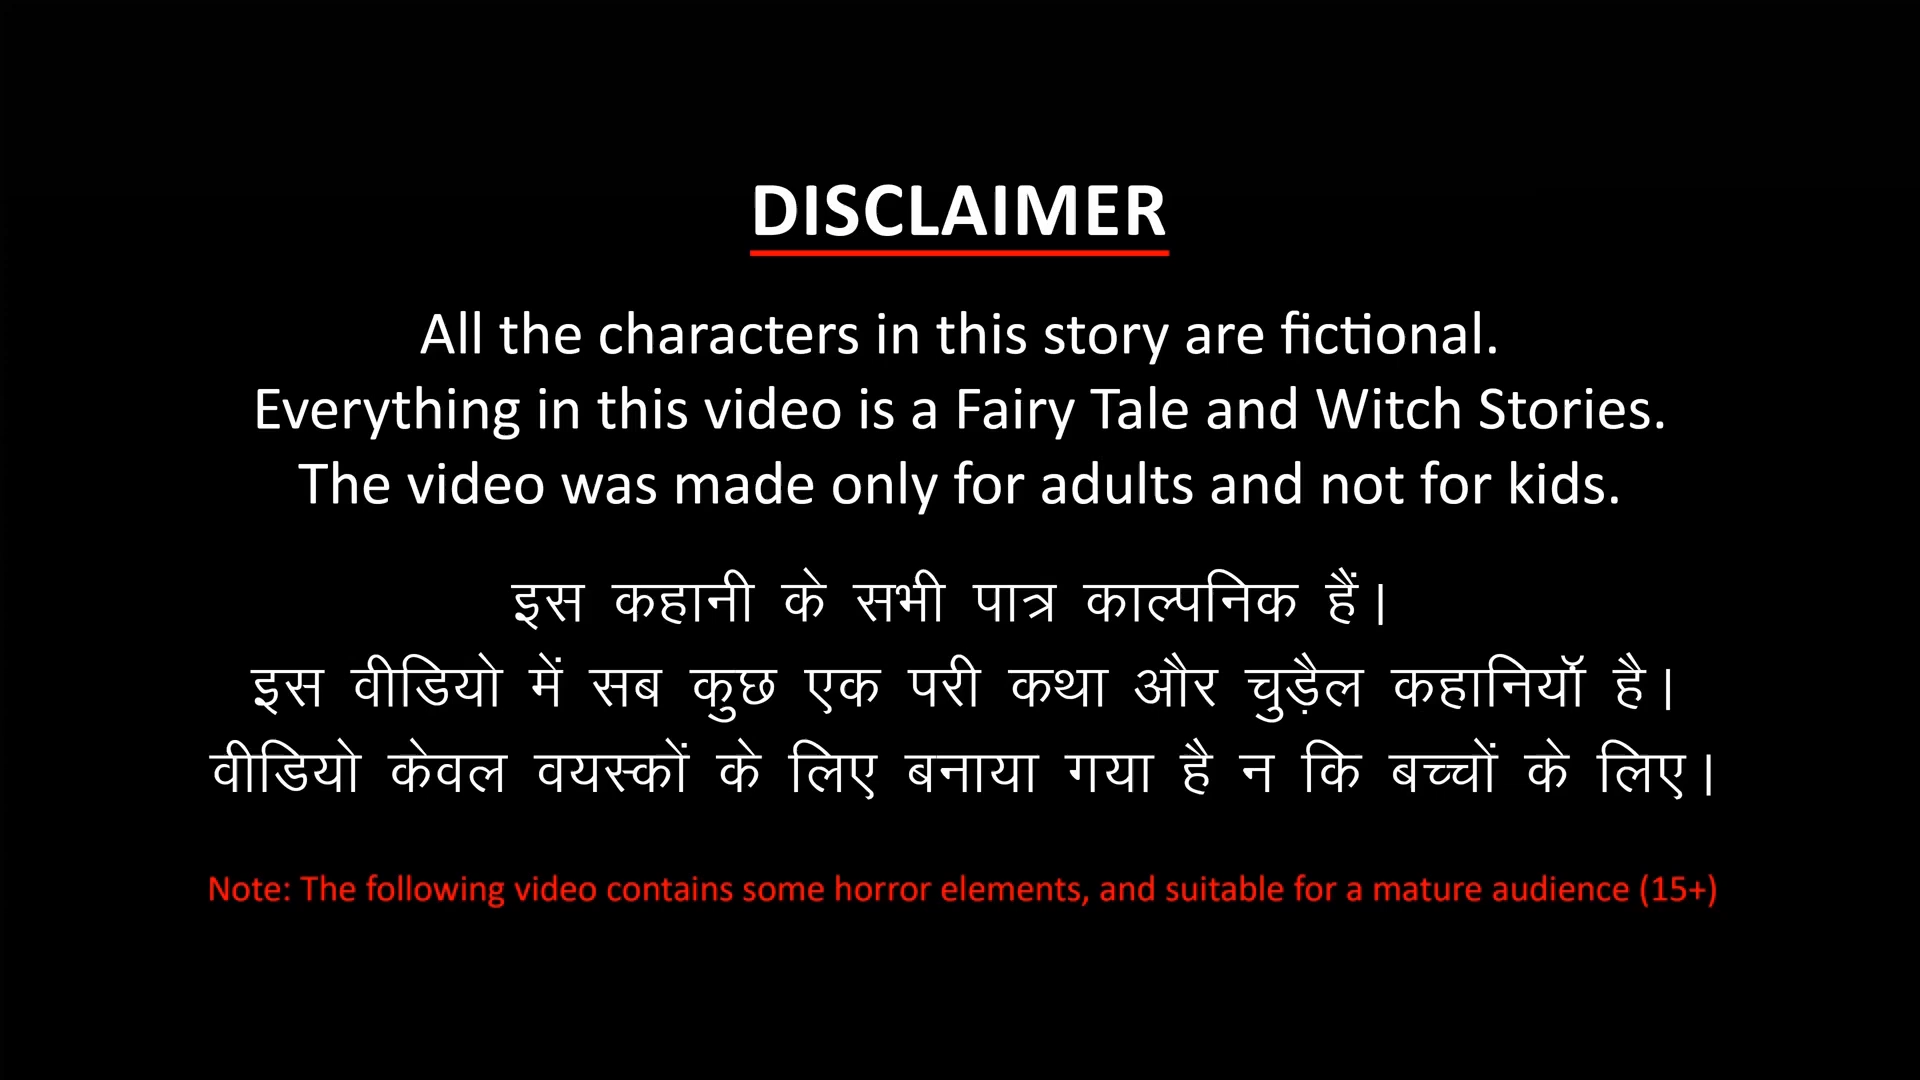 DISCLAIMER
All the characters in this story are fictional.
Everything in this video is a Fairy Tale and Witch Stories.
The video was made only for adults and not for kids.
इस कहानी के सभी पात्र काल्पनिक हैं।
इस वीडियो में सब कुछ एक परी कथा और चुड़ैल कहानियॉ है।
वीडियो केवल वयस्कों के लिए बनाया गया है न कि बच्चों के लिए।
Note: The following video contains some horror elements, and suitable for a mature audience (15+)